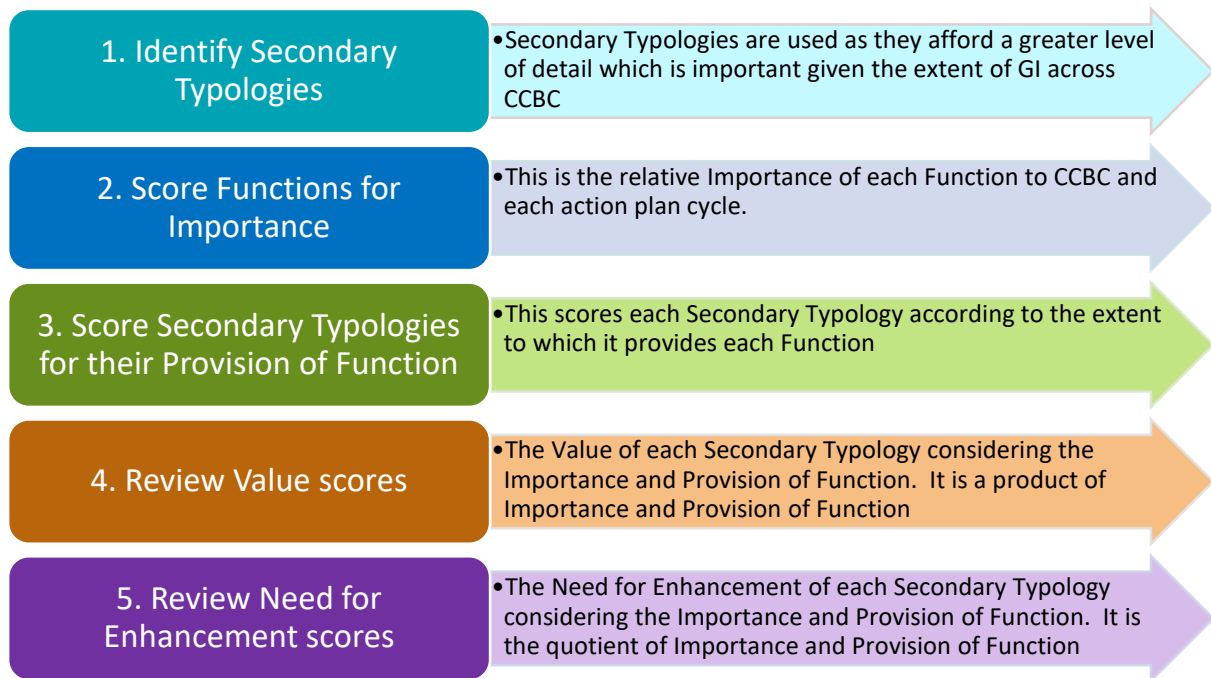 1. Identify Secondary
Typologies
•Secondary Typologies are used as they afford a greater level
of detail which is important given the extent of GI across
CCBC
2. Score Functions for
Importance
•This is the relative Importance of each Function to CCBC and
each action plan cycle.
3. Score Secondary Typologies
for their Provision of Function
•This scores each Secondary Typology according to the extent
to which it provides each Function
4. Review Value scores
•The Value of each Secondary Typology considering the
Importance and Provision of Function.  It is a product of
Importance and Provision of Function
5. Review Need for
Enhancement scores
•The Need for Enhancement of each Secondary Typology
considering the Importance and Provision of Function.  It is
the quotient of Importance and Provision of Function